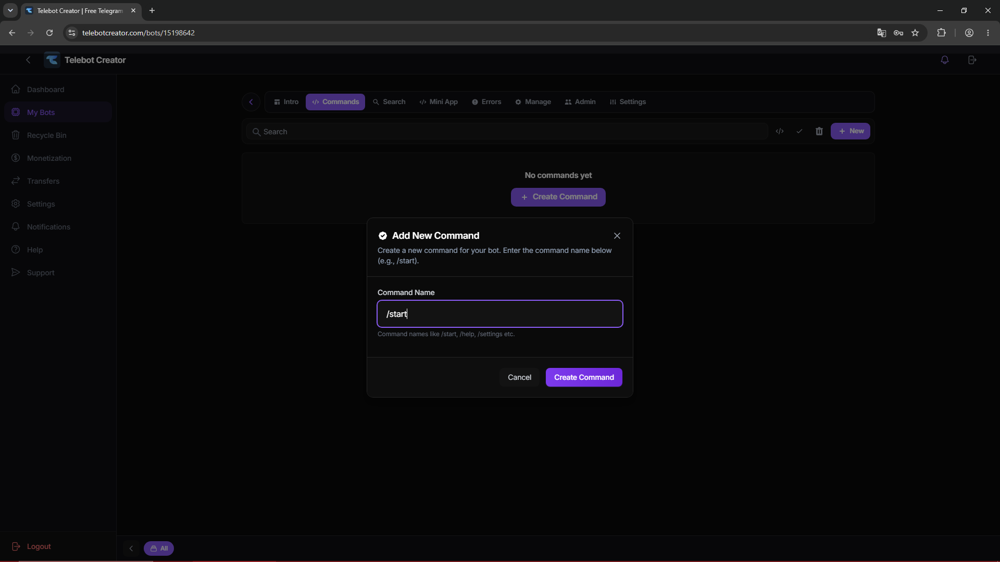 Telebot Creator | Free Telegram
telebotcreator.com/bots/15198642
Telebot Creator
Dashboard
My Bots
Recycle Bin
Monetization
Transfers
Settings
Notifications
Help
Support
Logout
Intro
Commands
Search
Mini App
Errors
Manage
Admin
Settings
Search
New
No commands yet
Create Command
Add New Command
Create a new command for your bot. Enter the command name below
(e.g., /start).
Command Name
/start
Command names like /start, /help, /settings etc.
Cancel
Create Command
All